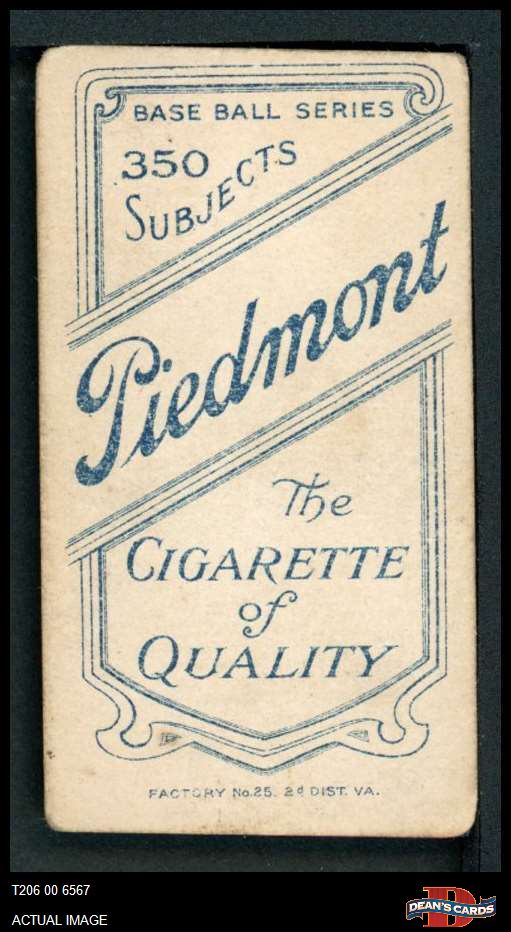 BASE BALL SERIES
350
SUBJECTS
Piedmont
The
CIGARETTE
of
QUALITY
FACTORY No. 25. 2d DIST. VA.
T206 00 6567
ACTUAL IMAGE
DEAN'S CARDS